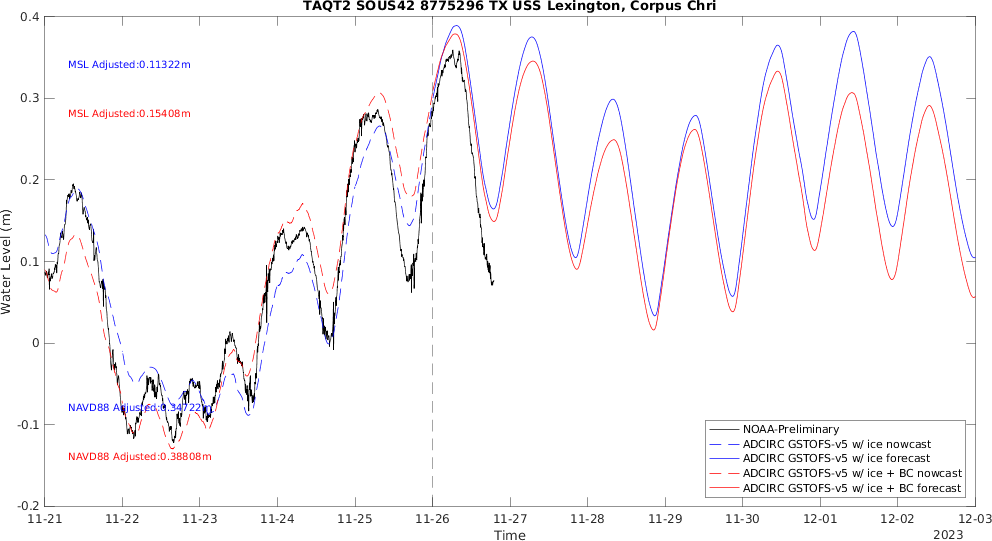 TAQT2 SOUS42 8775296 TX USS Lexington, Corpus Chri
0.4
0.3
0.2
0.1
0
-0.1
-0.2
Water Level (m)
MSL Adjusted:0.11322m
MSL Adjusted:0.15408m
NAVD88 Adjusted:0.34722m
NAVD88 Adjusted:0.38808m
NOAA-Preliminary
ADCIRC GSTOFS-v5 w/ ice nowcast
ADCIRC GSTOFS-v5 w/ ice forecast
ADCIRC GSTOFS-v5 w/ ice + BC nowcast
ADCIRC GSTOFS-v5 w/ ice + BC forecast
11-21 11-22 11-23 11-24 11-25 11-26 11-27 11-28 11-29 11-30 12-01 12-02 12-03
Time
2023